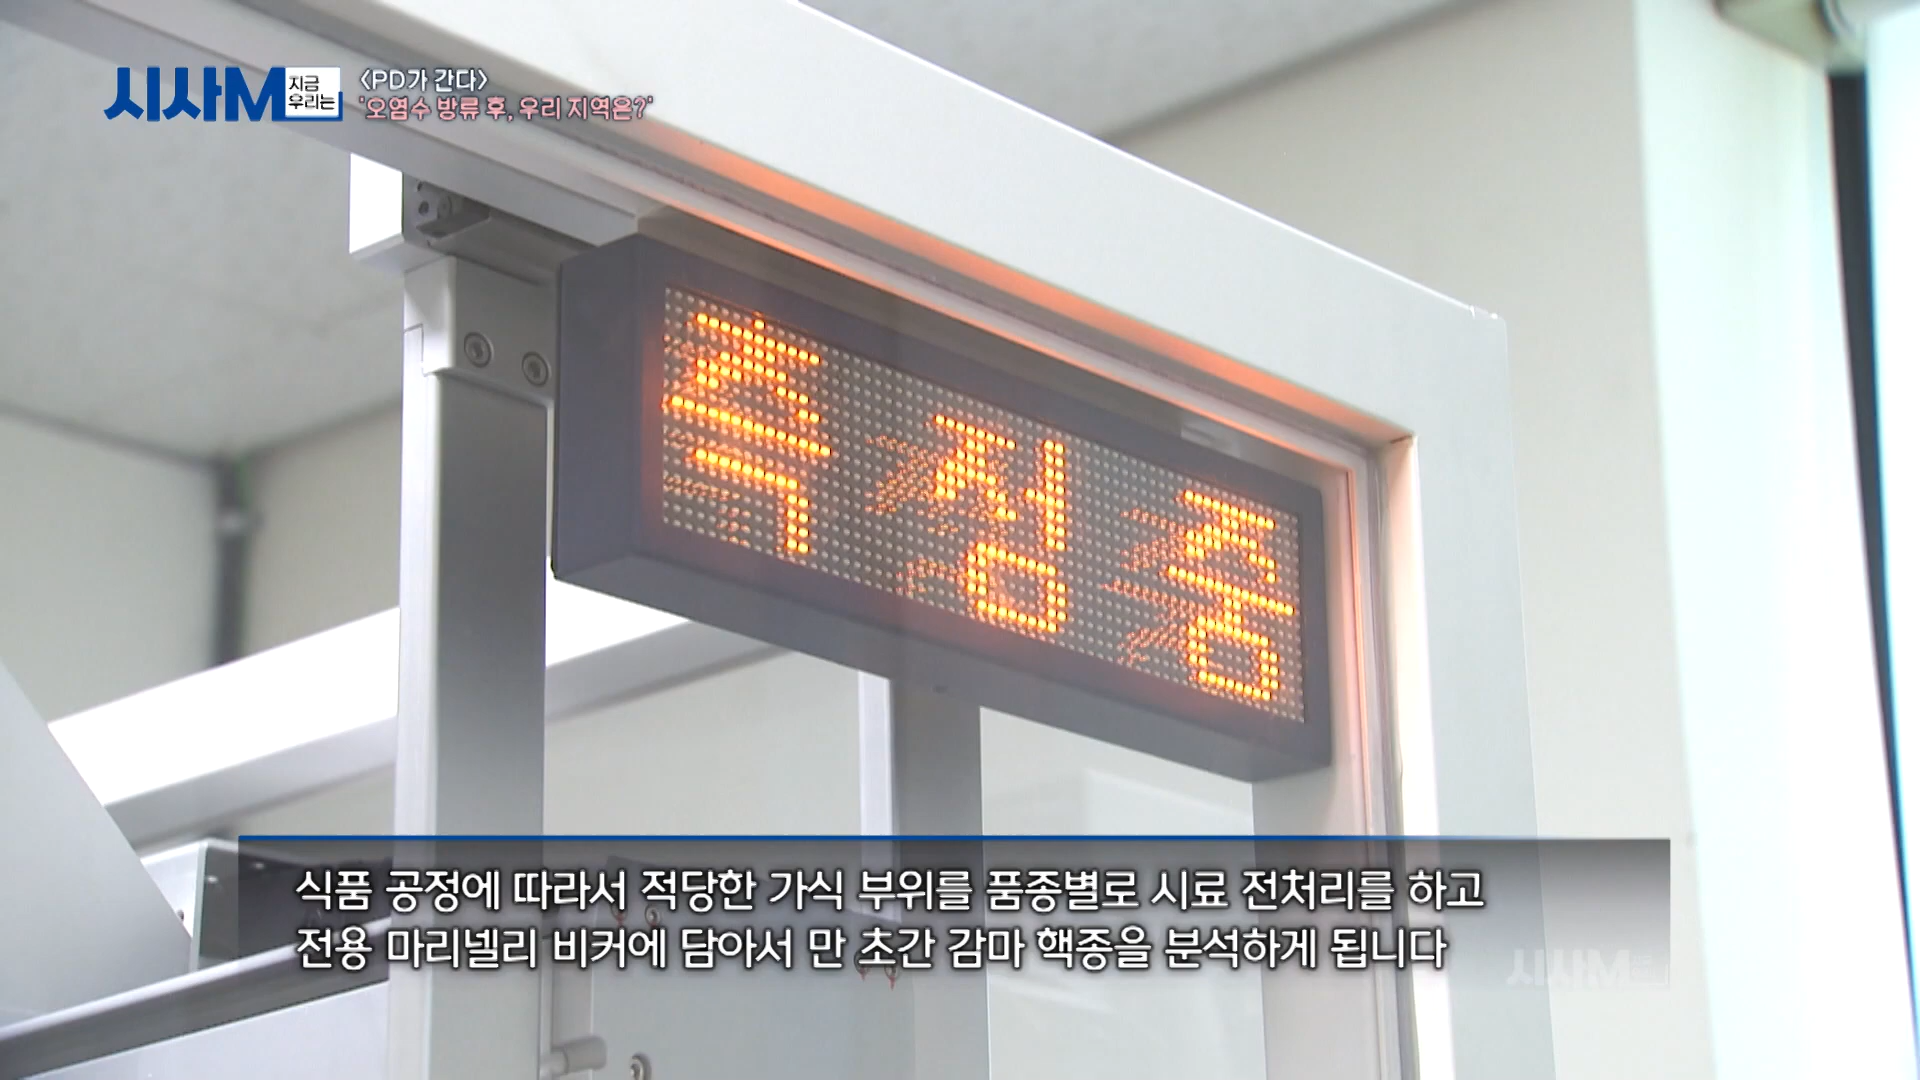 시사M 지금 우리는
<PD가 간다>
'오염수 방류 후, 우리 지역은?'
측정중
식품 공정에 따라서 적당한 가식 부위를 품종별로 시료 전처리를 하고
전용 마리넬리 비커에 담아서 만 초간 감마 핵종을 분석하게 됩니다
시사M